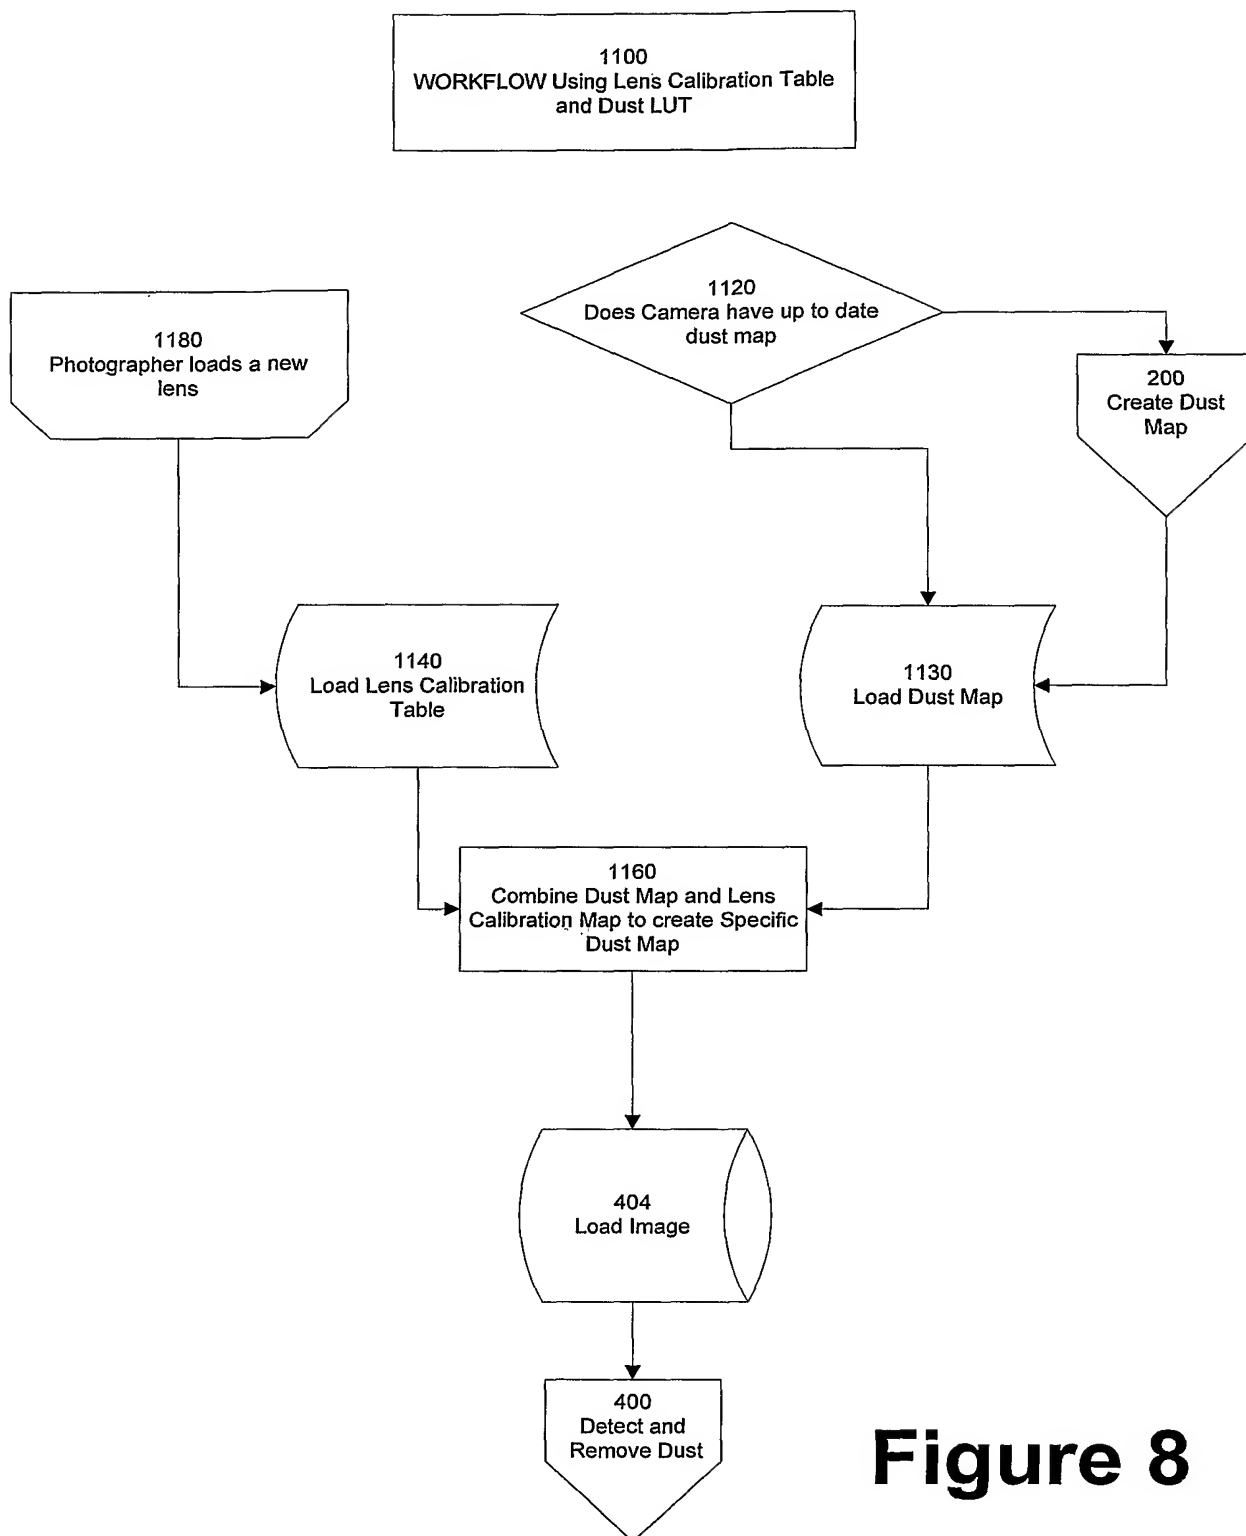 1100
WORKFLOW Using Lens Calibration Table
and Dust LUT
1120
Does Camera have up to date
dust map
1180
Photographer loads a new
lens
200
Create Dust
Map
1140
Load Lens Calibration
Table
1130
Load Dust Map
1160
Combine Dust Map and Lens
Calibration Map to create Specific
Dust Map
404
Load Image
400
Detect and
Remove Dust
Figure 8